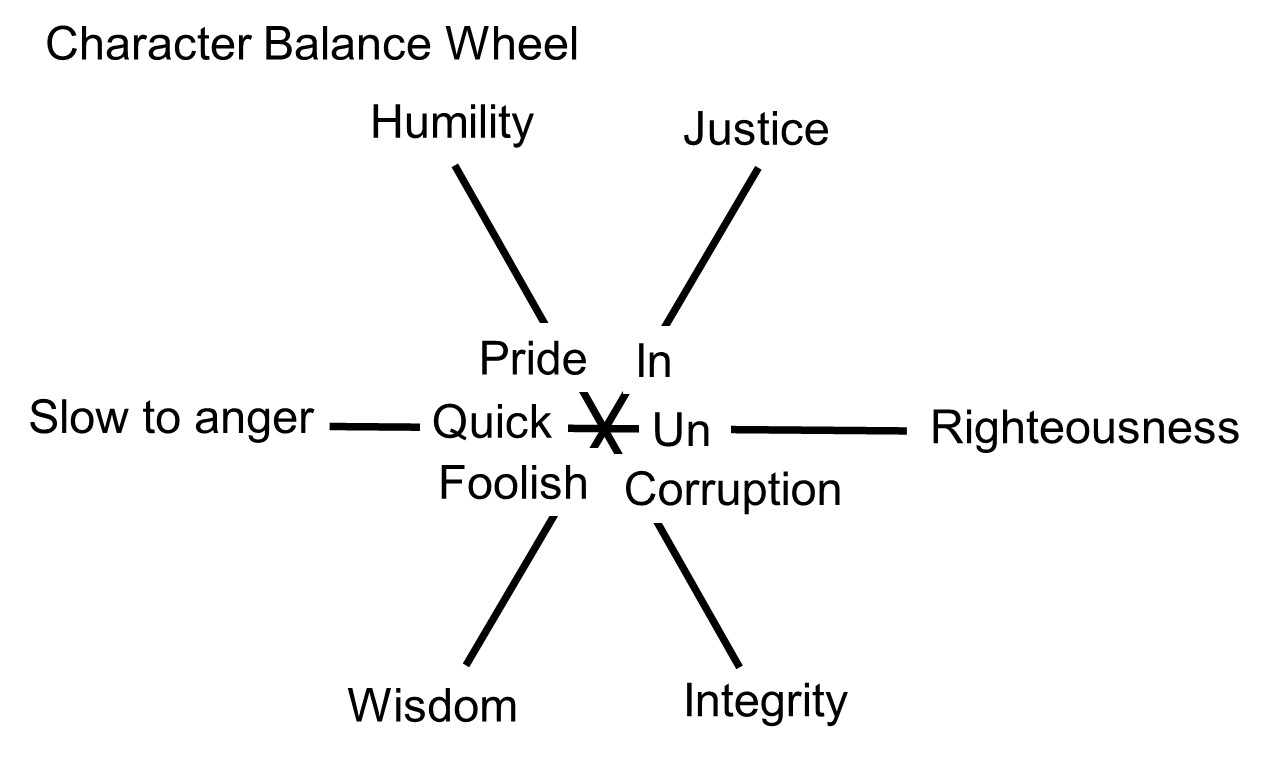 Character Balance Wheel
Humility
Justice
Pride
In
Slow to anger
Quick
Un
Righteousness
Foolish
Corruption
Wisdom
Integrity